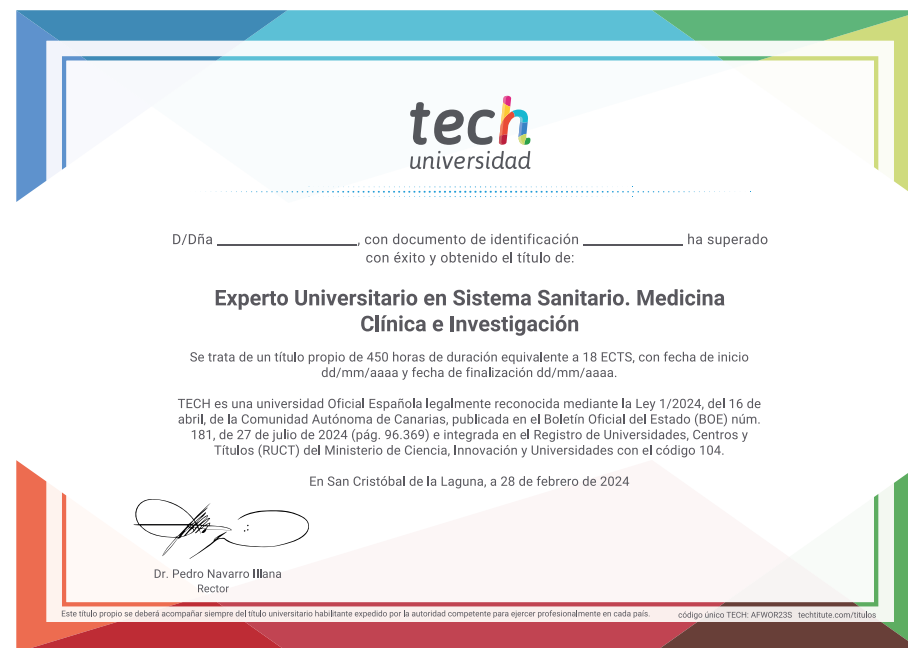 tech
universidad
D/Dña ____________________, con documento de identificación ______________ ha superado
con éxito y obtenido el título de:
Experto Universitario en Sistema Sanitario. Medicina
Clínica e Investigación
Se trata de un título propio de 450 horas de duración equivalente a 18 ECTS, con fecha de inicio
dd/mm/aaaa y fecha de finalización dd/mm/aaaa.
TECH es una universidad Oficial Española legalmente reconocida mediante la Ley 1/2024, del 16 de
abril, de la Comunidad Autónoma de Canarias, publicada en el Boletín Oficial del Estado (BOE) núm.
181, de 27 de julio de 2024 (pág. 96.369) e integrada en el Registro de Universidades, Centros y
Títulos (RUCT) del Ministerio de Ciencia, Innovación y Universidades con el código 104.
En San Cristóbal de la Laguna, a 28 de febrero de 2024
Dr. Pedro Navarro Illana
Rector
Este título propio se deberá acompañar siempre del título universitario habilitante expedido por la autoridad competente para ejercer profesionalmente en cada país.
código único TECH: AFWOR23S techtitute.com/titulos